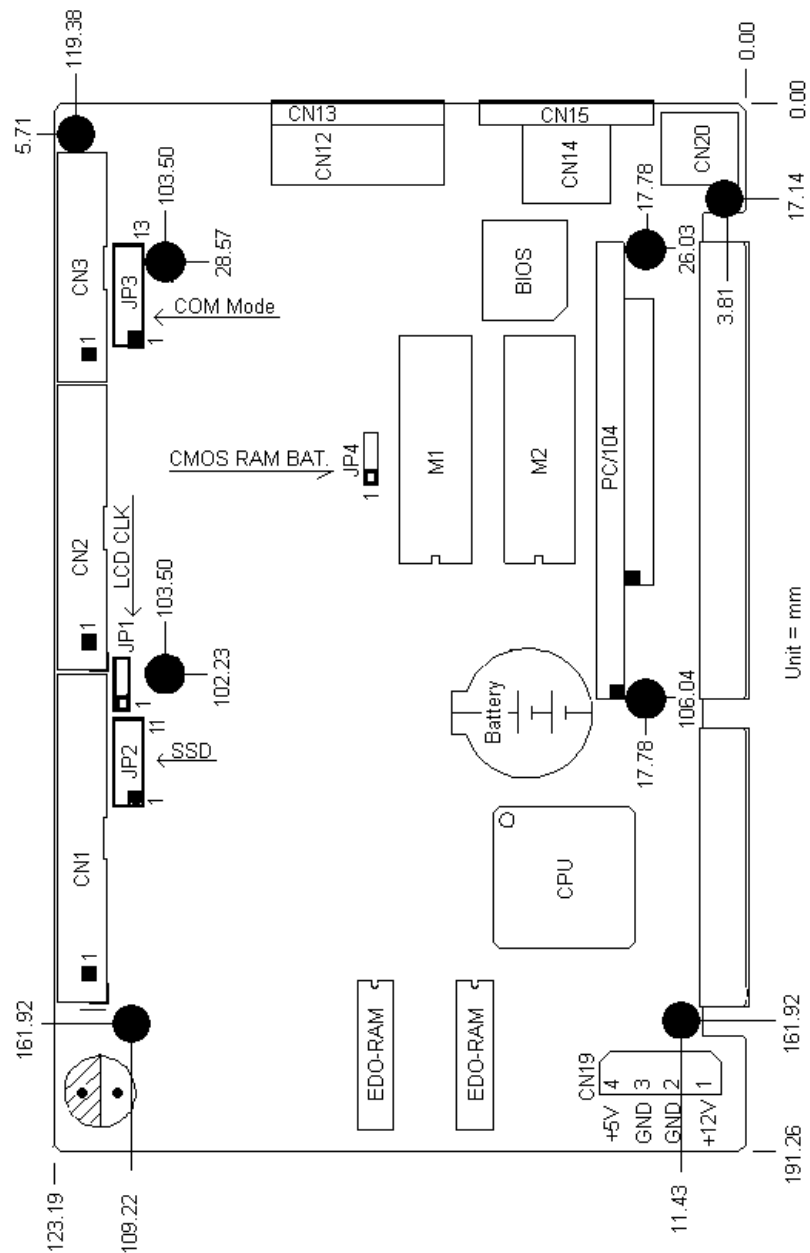 123.19
109.22
161.92
5.71
119.38
CN1
1
CN2
1
CN3
1
JP2
1
11
SSD
JP1
1
LCD CLK
103.50
102.23
JP3
1
13
COM Mode
103.50
28.57
CMOS RAM BAT.
JP4
1
CN13
CN12
CN15
CN14
CN20
BIOS
M1
M2
Battery
CPU
EDO-RAM
EDO-RAM
PC/104
17.78
26.03
17.78
106.04
3.81
17.14
0.00
0.00
CN19
+5V 4
GND 3
GND 2
+12V 1
11.43
161.92
191.26
Unit = mm